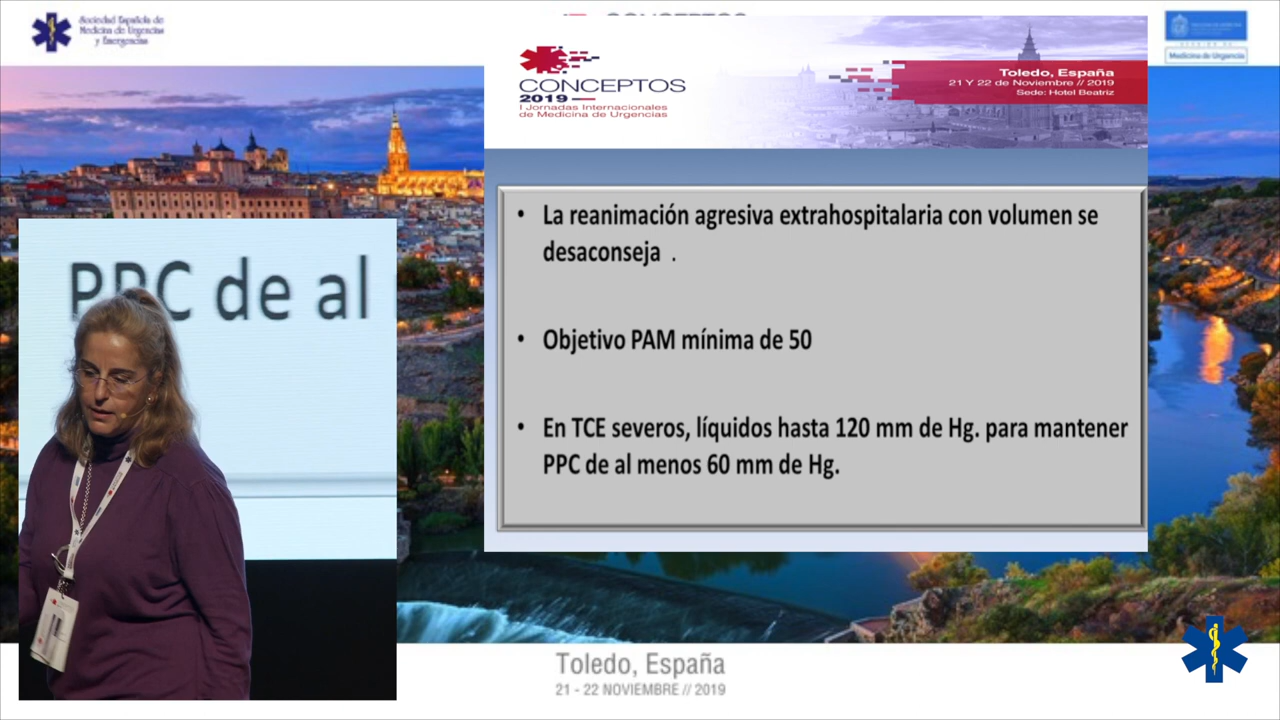 Sociedad Española de
Medicina de Urgencias
y Emergencias
CONCEPTOS
CONCEPTOS
2019
I Jornadas Internacionales
de Medicina de Urgencias
Toledo, España
21 Y 22 de Noviembre // 2019
Sede: Hotel Beatriz
Medicina de Urgencia
• La reanimación agresiva extrahospitalaria con volumen se
desaconseja .
• Objetivo PAM mínima de 50
• En TCE severos, líquidos hasta 120 mm de Hg. para mantener
PPC de al menos 60 mm de Hg.
PPC de al
Toledo, España
21 - 22 NOVIEMBRE // 2019